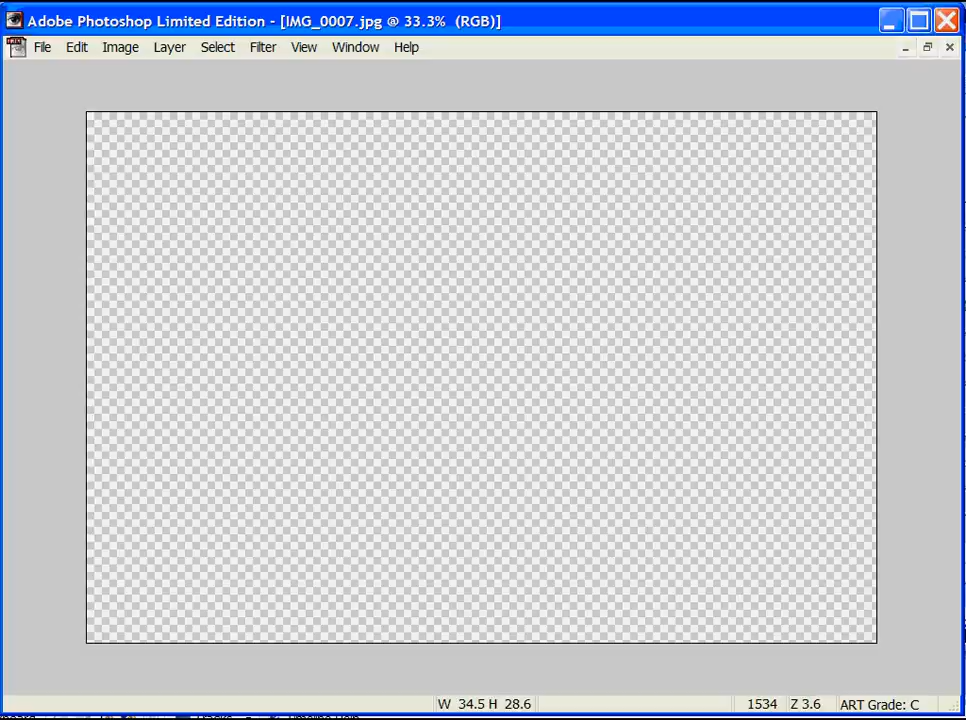 Adobe Photoshop Limited Edition - [IMG_0007.jpg @ 33.3% (RGB)]
File Edit Image Layer Select Filter View Window Help
W 34.5 H 28.6 1534 Z 3.6 ART Grade: C